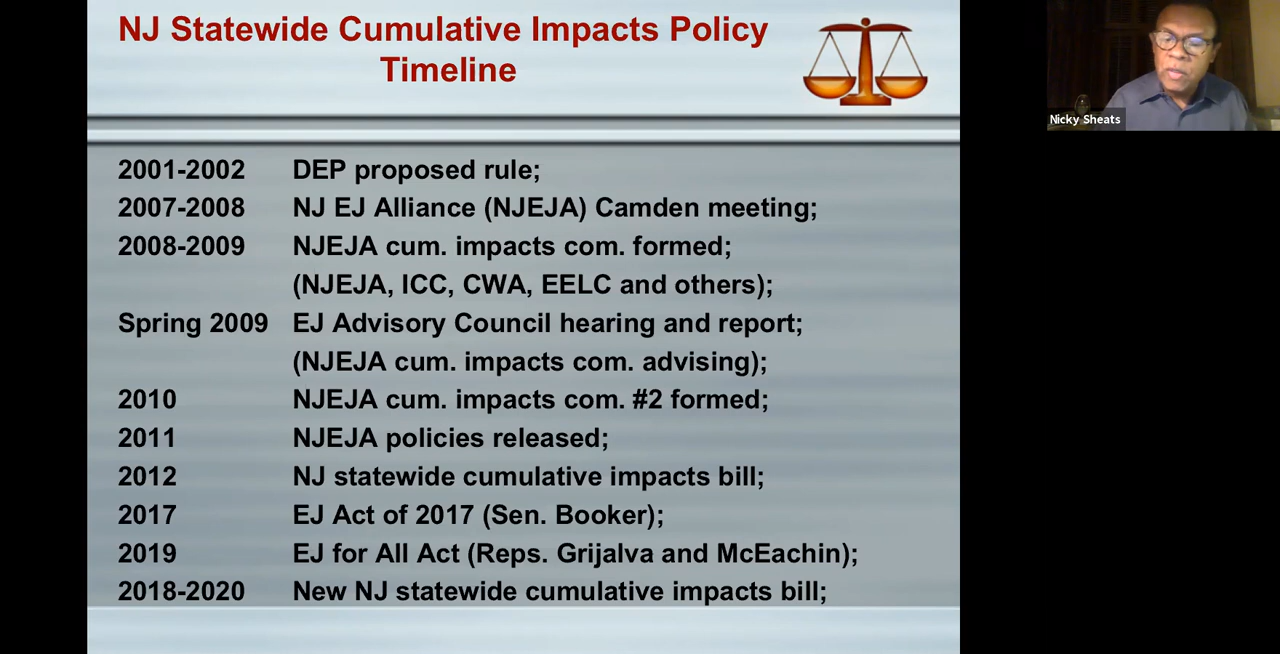 NJ Statewide Cumulative Impacts Policy
Timeline
2001-2002 DEP proposed rule;
2007-2008 NJ EJ Alliance (NJEJA) Camden meeting;
2008-2009 NJEJA cum. impacts com. formed;
(NJEJA, ICC, CWA, EELC and others);
Spring 2009 EJ Advisory Council hearing and report;
(NJEJA cum. impacts com. advising);
2010 NJEJA cum. impacts com. #2 formed;
2011 NJEJA policies released;
2012 NJ statewide cumulative impacts bill;
2017 EJ Act of 2017 (Sen. Booker);
2019 EJ for All Act (Reps. Grijalva and McEachin);
2018-2020 New NJ statewide cumulative impacts bill;
Nicky Sheats